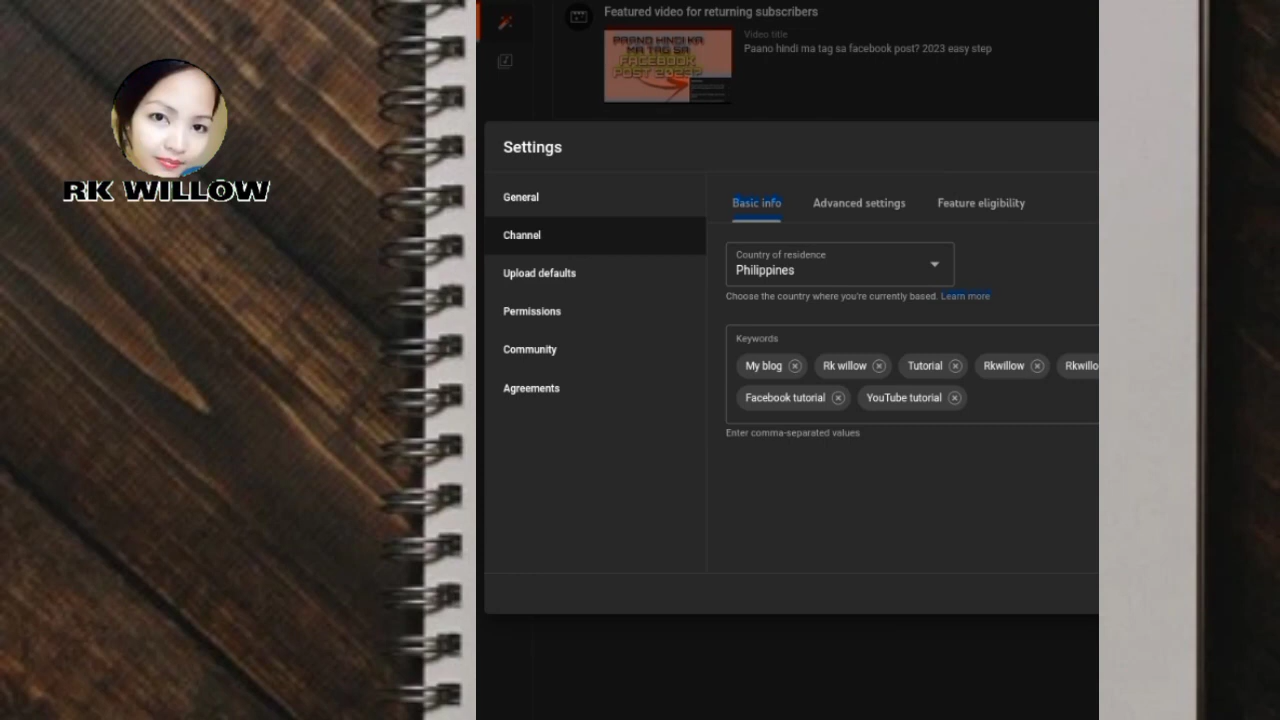 RK WILLOW
Featured video for returning subscribers
PAANO HINDI KA
MA TAG SA
FACEBOOK
POST 2023?
Video title
Paano hindi ma tag sa facebook post? 2023 easy step
Settings
General
Channel
Upload defaults
Permissions
Community
Agreements
Basic info Advanced settings Feature eligibility
Country of residence
Philippines
Choose the country where you're currently based. Learn more
Keywords
My blog Rk willow Tutorial Rkwillow Rkwillo
Facebook tutorial YouTube tutorial
Enter comma-separated values